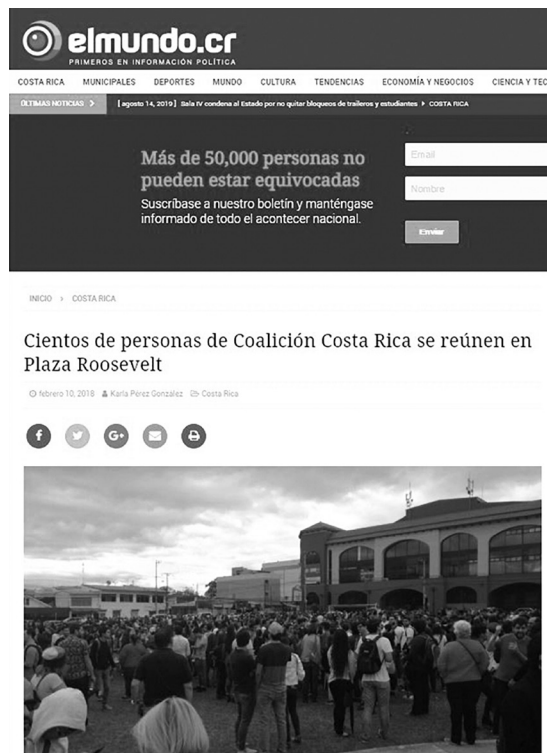 elmundo.cr
PRIMEROS EN INFORMACIÓN POLÍTICA
COSTA RICA MUNICIPALES DEPORTES MUNDO CULTURA TENDENCIAS ECONOMÍA Y NEGOCIOS CIENCIA Y TEC
ÚLTIMAS NOTICIAS [ agosto 14, 2019 ] Sala IV condena al Estado por no quitar bloqueos de traileros y estudiantes COSTA RICA
Más de 50,000 personas no
pueden estar equivocadas
Suscríbase a nuestro boletín y manténgase
informado de todo el acontecer nacional.
Email
Nombre
Enviar
INICIO > COSTA RICA
Cientos de personas de Coalición Costa Rica se reúnen en
Plaza Roosevelt
febrero 10, 2018 Karla Pérez González Costa Rica